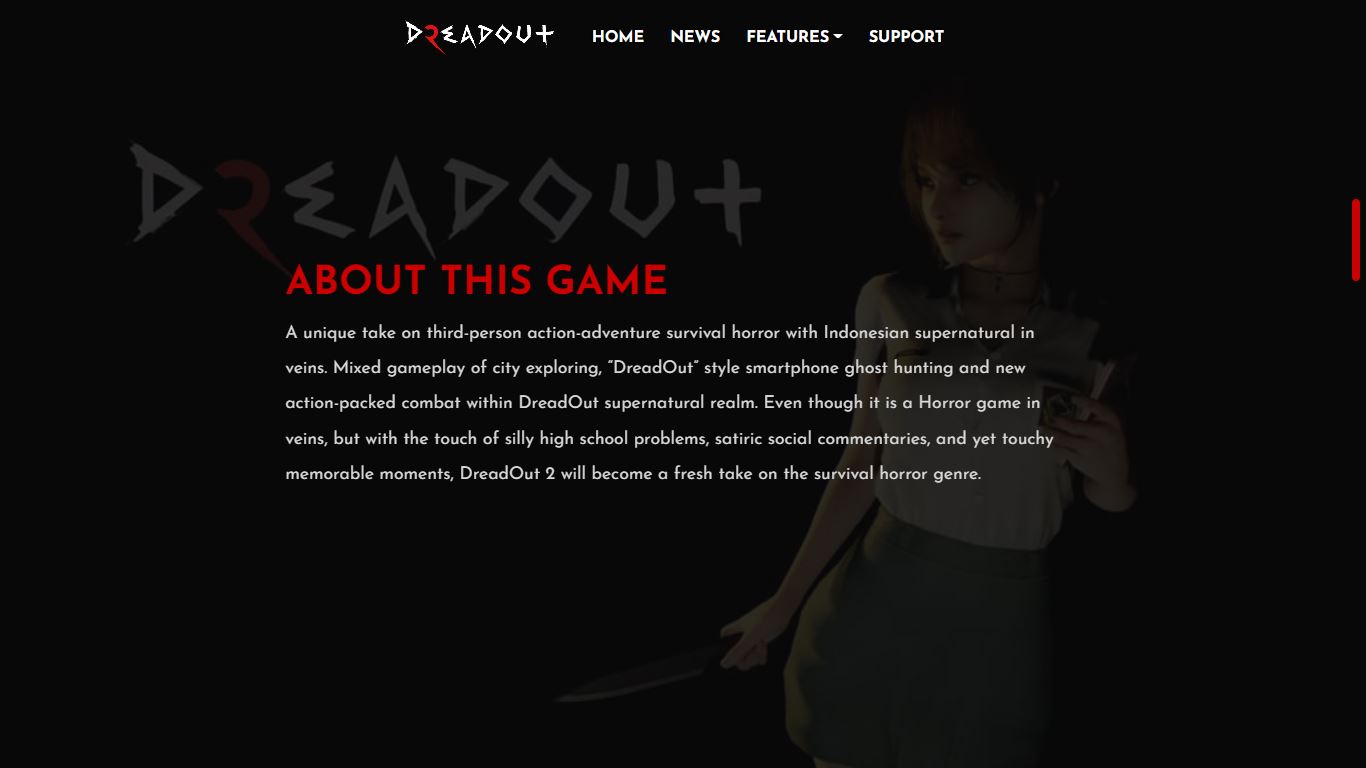 DREADOUT
HOME
NEWS
FEATURES
SUPPORT
DREADOUT
ABOUT THIS GAME
A unique take on third-person action-adventure survival horror with Indonesian supernatural in
veins. Mixed gameplay of city exploring, “DreadOut” style smartphone ghost hunting and new
action-packed combat within DreadOut supernatural realm. Even though it is a Horror game in
veins, but with the touch of silly high school problems, satiric social commentaries, and yet touchy
memorable moments, DreadOut 2 will become a fresh take on the survival horror genre.